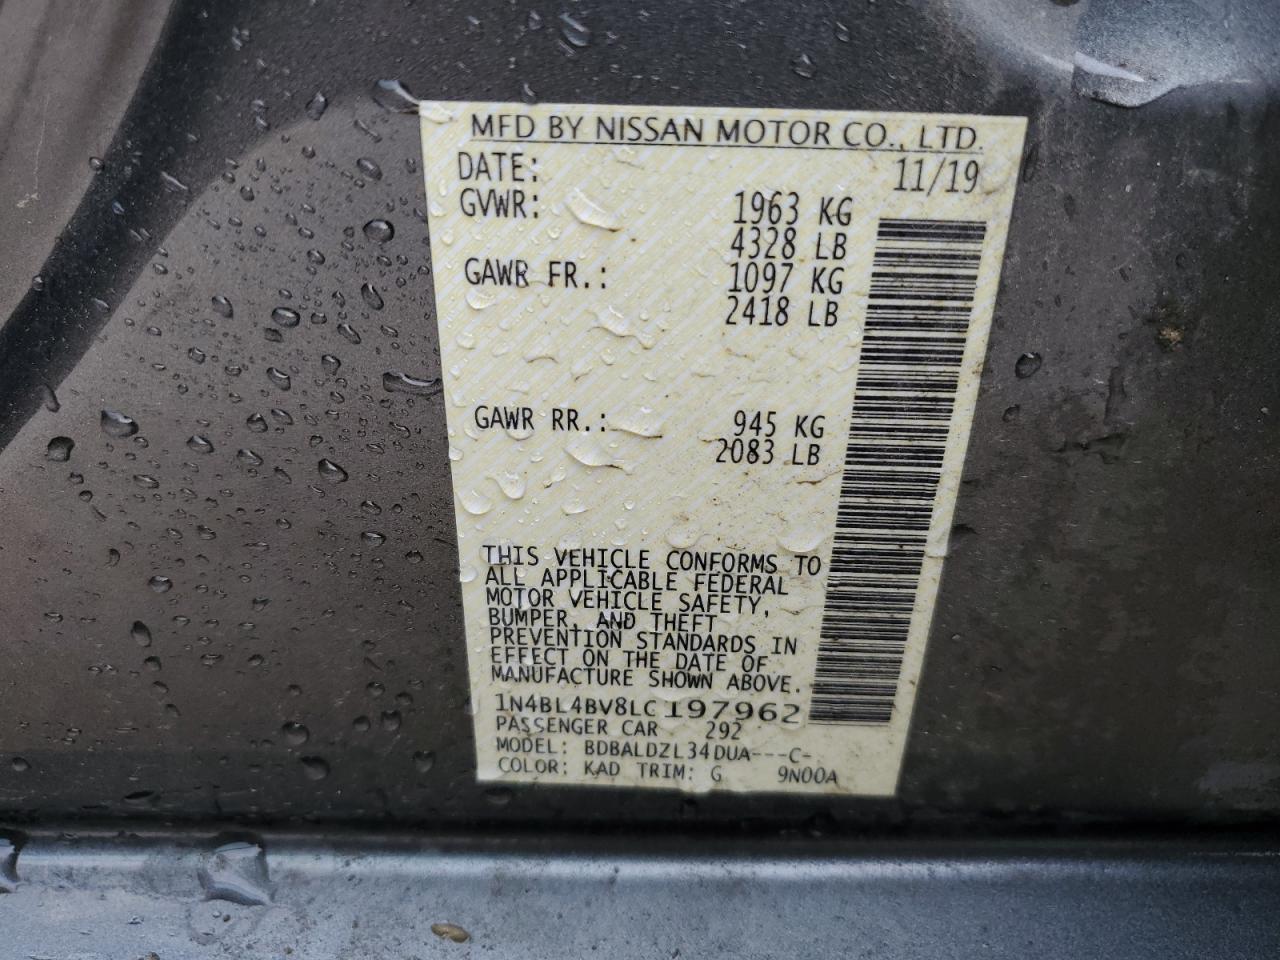 MFD BY NISSAN MOTOR CO., LTD.
DATE: 11/19
GVWR: 1963 KG
4328 LB
GAWR FR.: 1097 KG
2418 LB
GAWR RR.: 945 KG
2083 LB
THIS VEHICLE CONFORMS TO
ALL APPLICABLE FEDERAL
MOTOR VEHICLE SAFETY,
BUMPER, AND THEFT
PREVENTION STANDARDS IN
EFFECT ON THE DATE OF
MANUFACTURE SHOWN ABOVE.
1N4BL4BV8LC197962
PASSENGER CAR 292
MODEL: BDBALDZL34DUA---C-
COLOR: KAD TRIM: G 9N00A